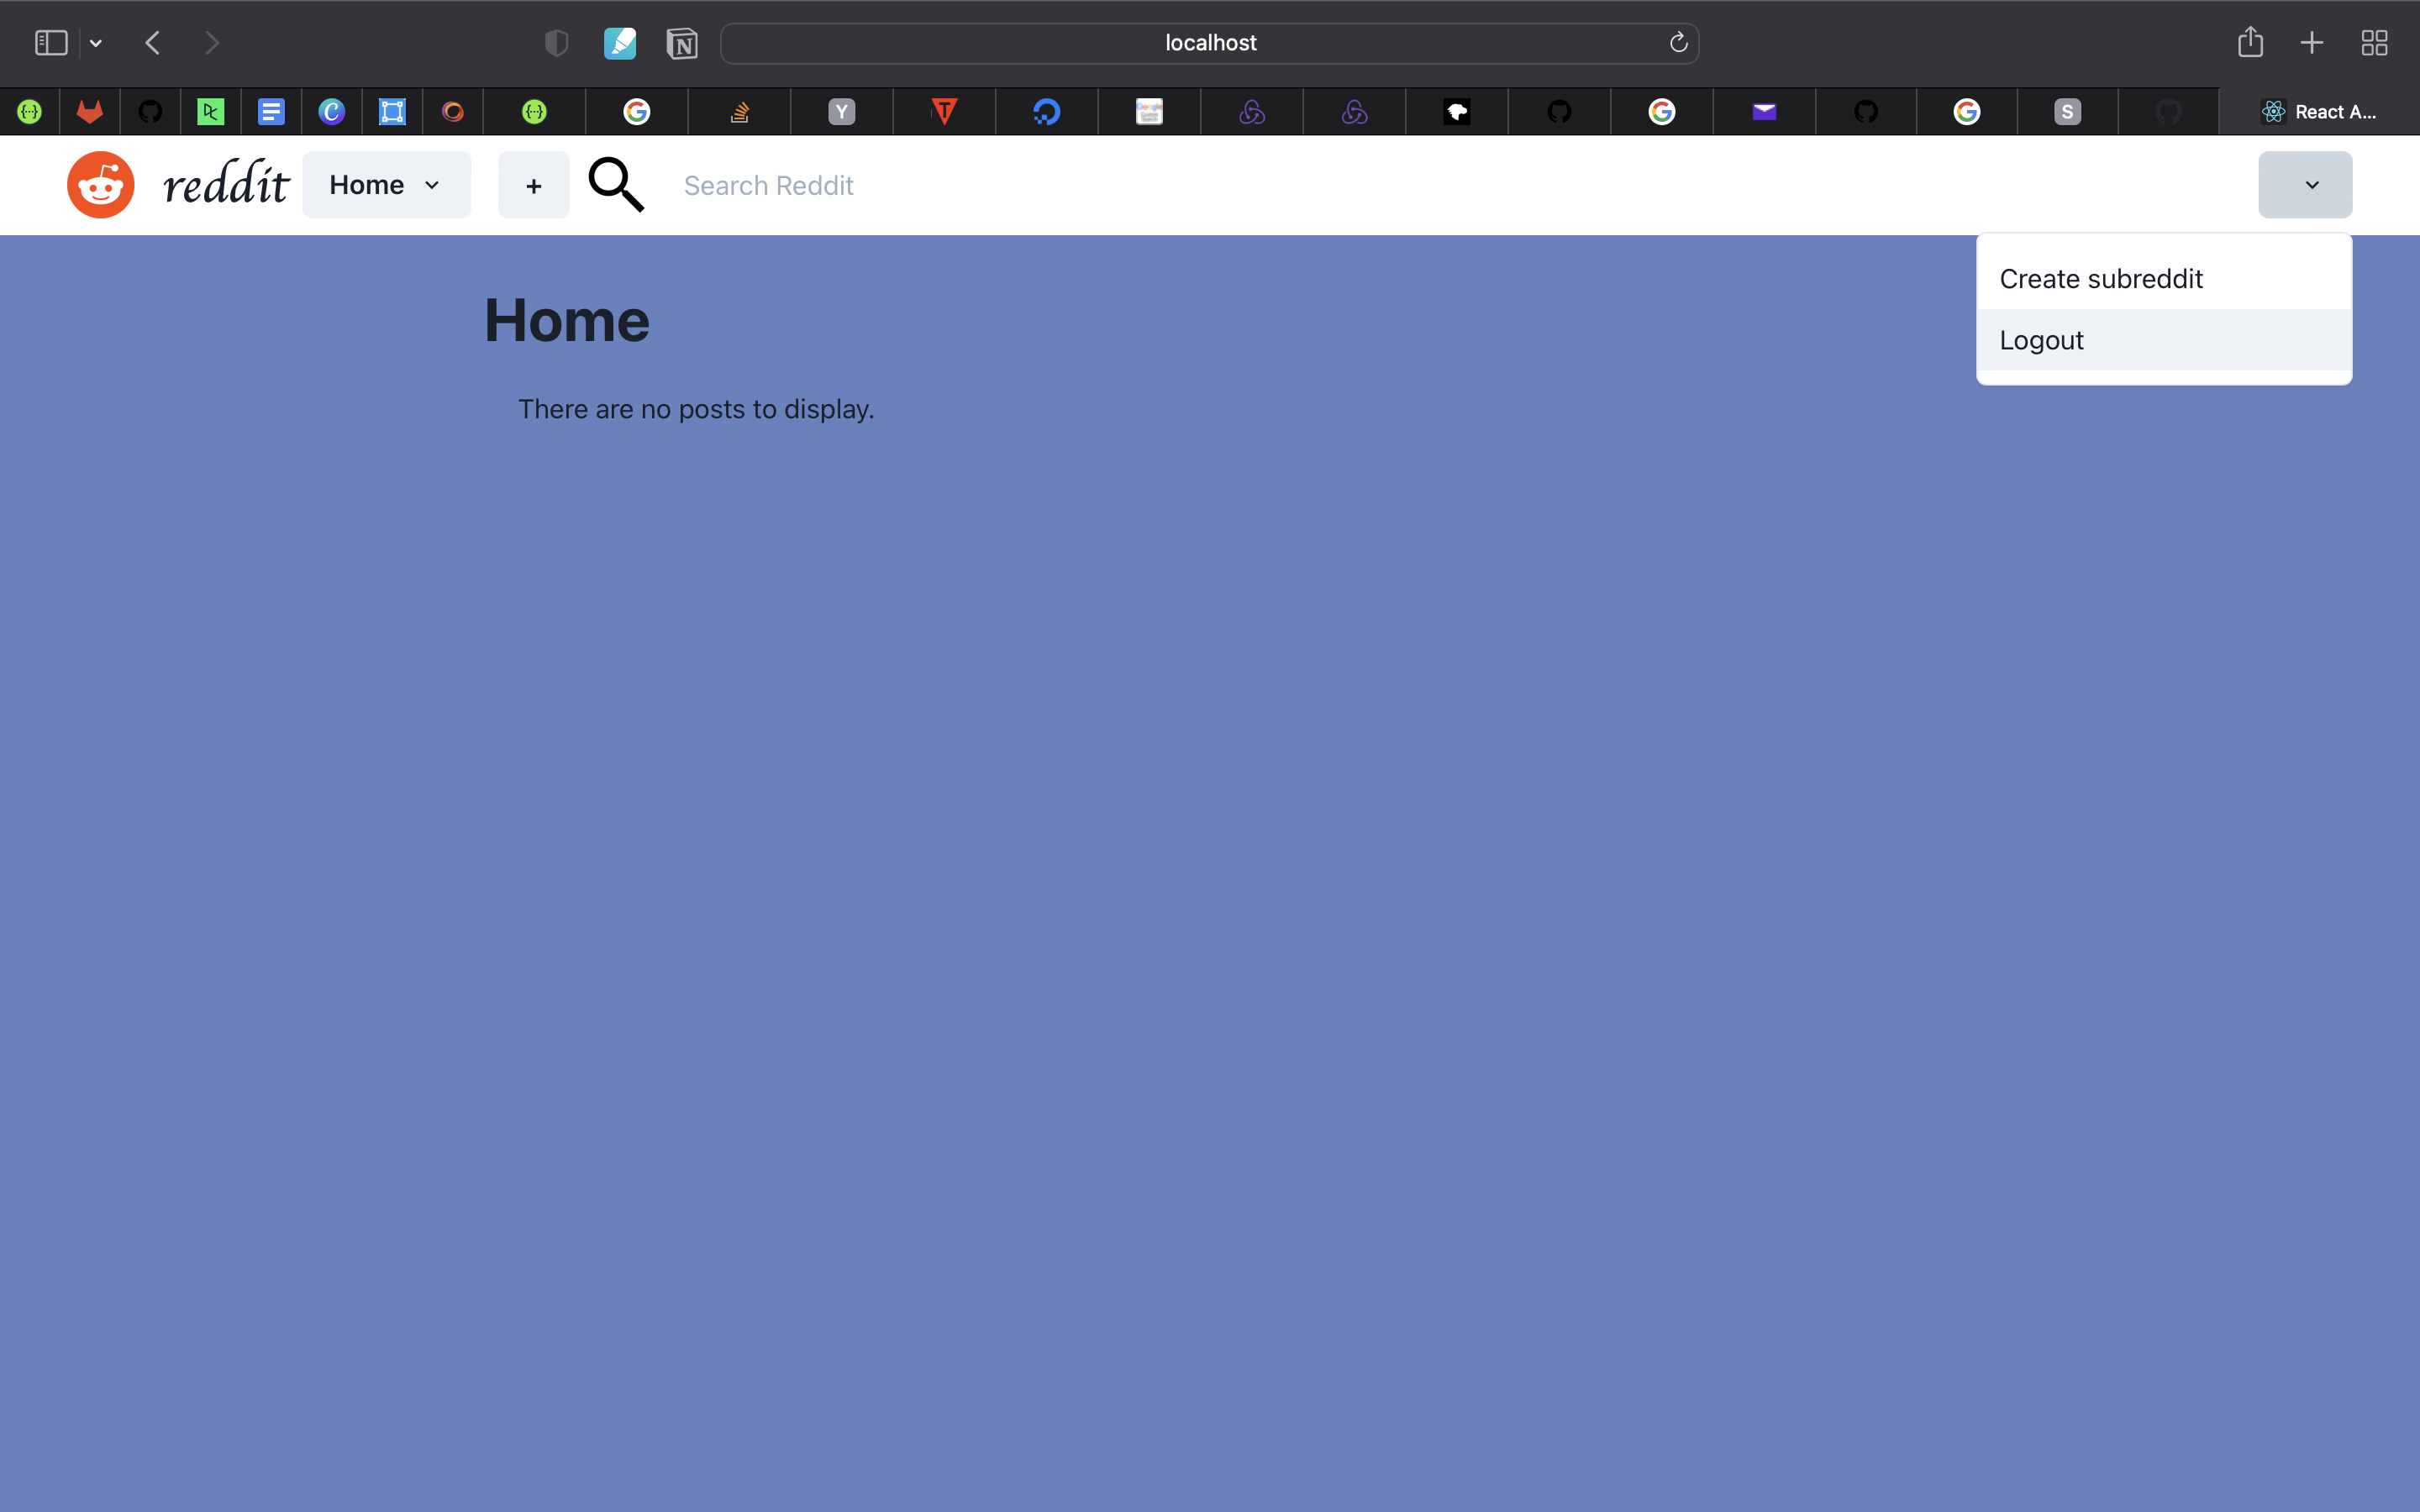 localhost
Y
T
S
React A...
reddit
Home
+
Search Reddit
Create subreddit
Logout
Home
There are no posts to display.